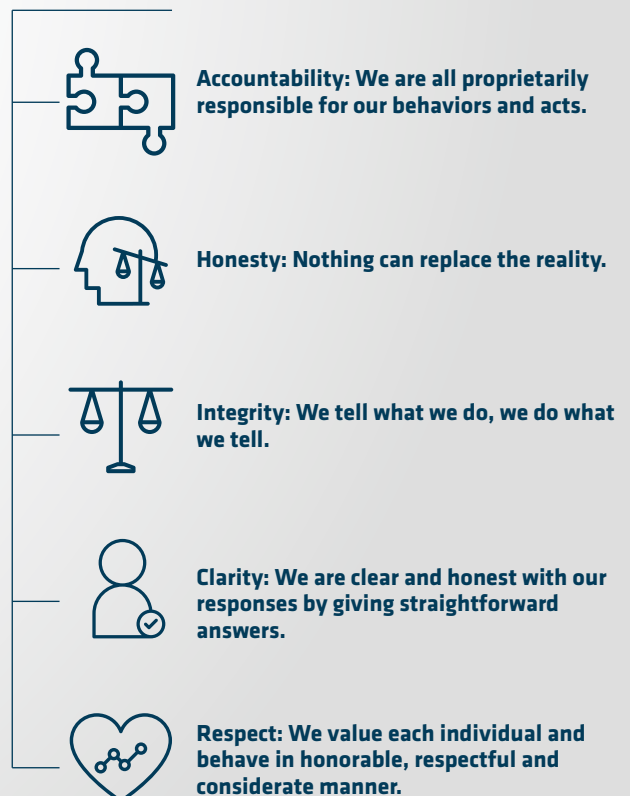 Accountability: We are all proprietarily
responsible for our behaviors and acts.
Honesty: Nothing can replace the reality.
Integrity: We tell what we do, we do what
we tell.
Clarity: We are clear and honest with our
responses by giving straightforward
answers.
Respect: We value each individual and
behave in honorable, respectful and
considerate manner.